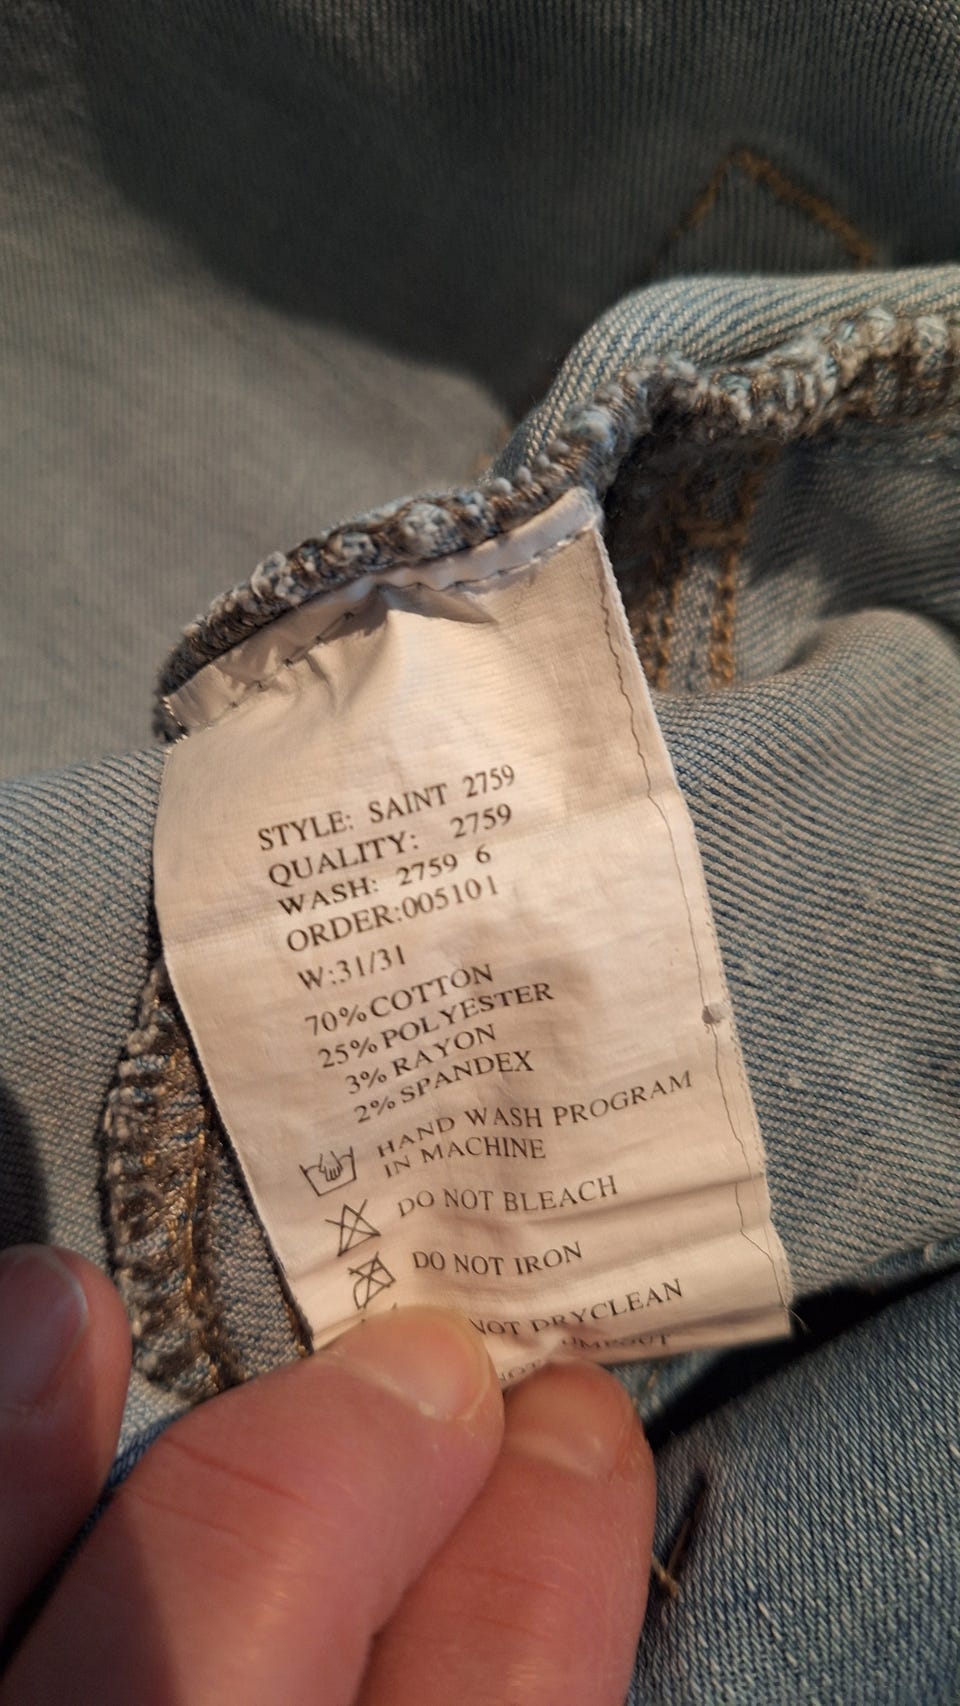 STYLE: SAINT 2759
QUALITY: 2759
WASH: 2759 6
ORDER:005101
W:31/31
70%COTTON
25%POLYESTER
3% RAYON
2%SPANDEX
HAND WASH PROGRAM
IN MACHINE
DO NOT BLEACH
DO NOT IRON
NOT DRYCLEAN
NOT